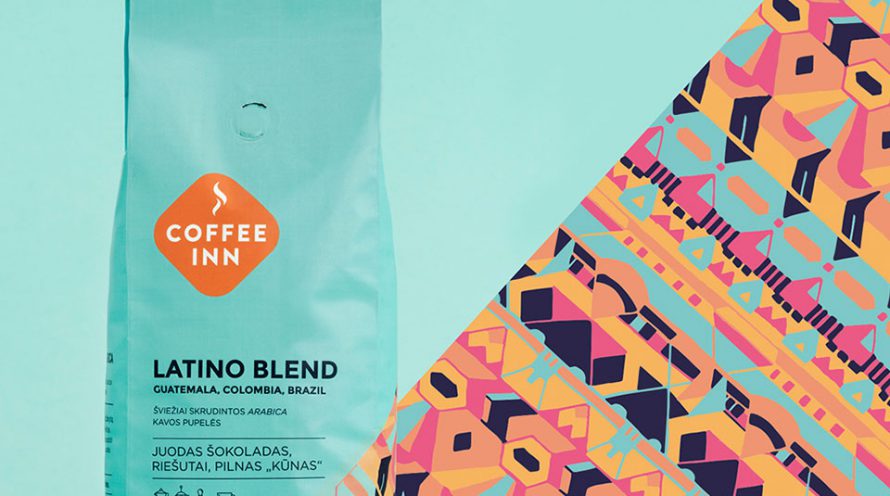 COFFEE
INN
LATINO BLEND
GUATEMALA, COLOMBIA, BRAZIL
ŠVIEŽIAI SKRUDINTOS ARABICA
KAVOS PUPELĖS
JUODAS ŠOKOLADAS,
RIEŠUTAI, PILNAS „KŪNAS“